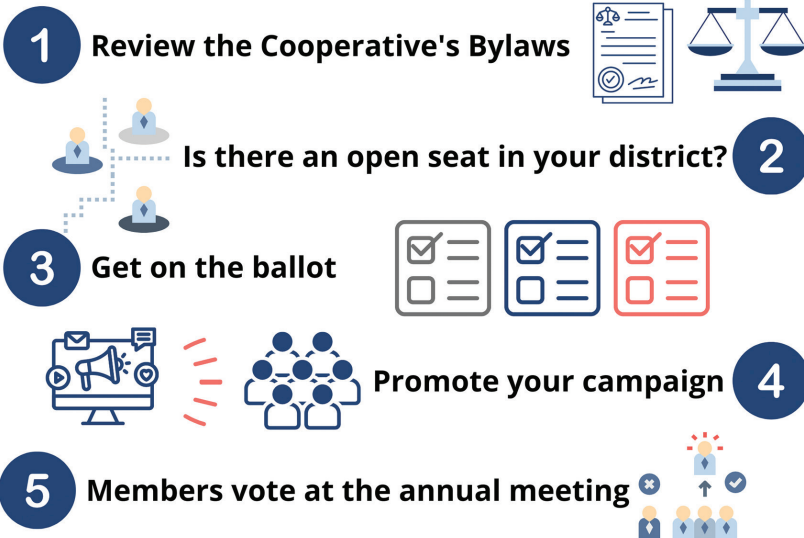 1 Review the Cooperative's Bylaws
Is there an open seat in your district? 2
3 Get on the ballot
Promote your campaign 4
5 Members vote at the annual meeting